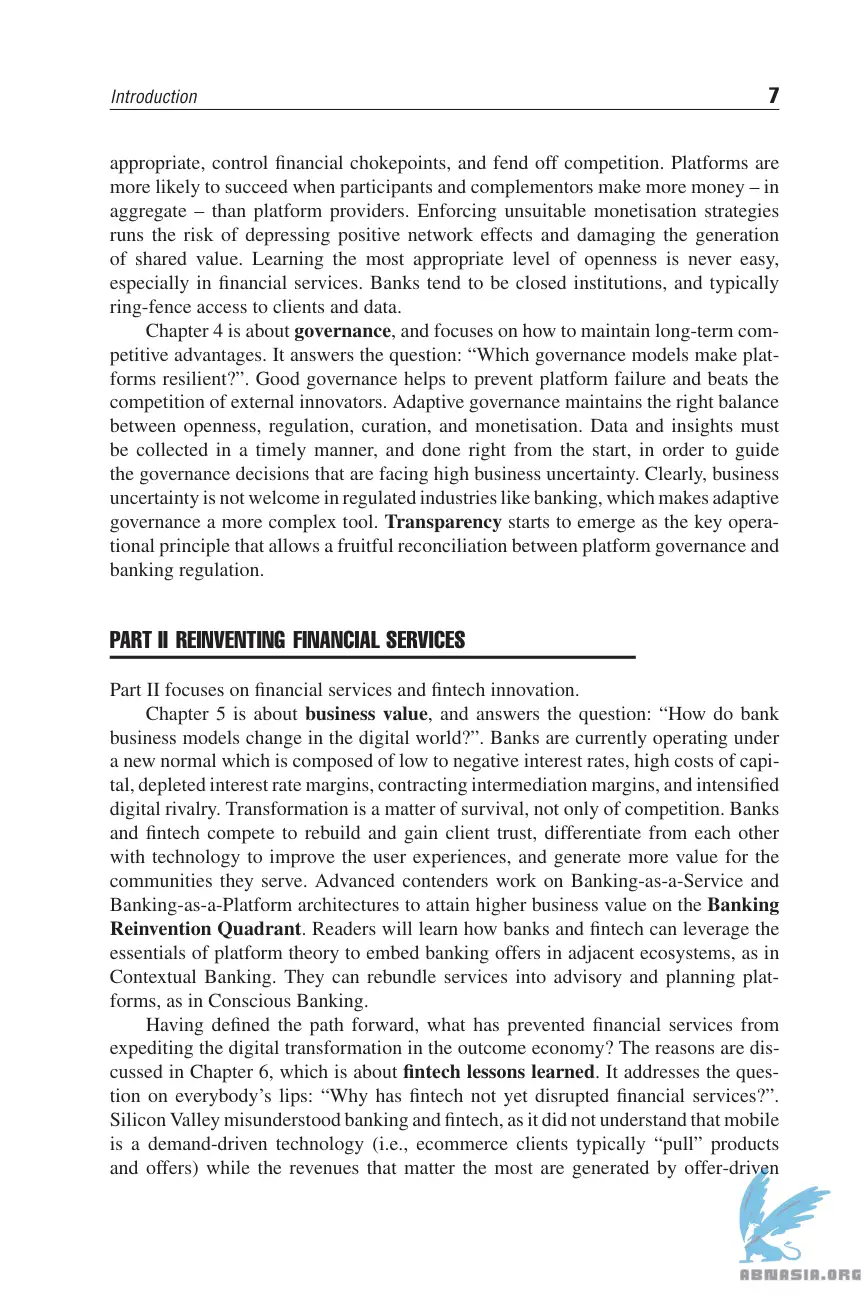 Introduction 7
appropriate, control financial chokepoints, and fend off competition. Platforms are
more likely to succeed when participants and complementors make more money – in
aggregate – than platform providers. Enforcing unsuitable monetisation strategies
runs the risk of depressing positive network effects and damaging the generation
of shared value. Learning the most appropriate level of openness is never easy,
especially in financial services. Banks tend to be closed institutions, and typically
ring-fence access to clients and data.
Chapter 4 is about governance, and focuses on how to maintain long-term com-
petitive advantages. It answers the question: “Which governance models make plat-
forms resilient?”. Good governance helps to prevent platform failure and beats the
competition of external innovators. Adaptive governance maintains the right balance
between openness, regulation, curation, and monetisation. Data and insights must
be collected in a timely manner, and done right from the start, in order to guide
the governance decisions that are facing high business uncertainty. Clearly, business
uncertainty is not welcome in regulated industries like banking, which makes adaptive
governance a more complex tool. Transparency starts to emerge as the key opera-
tional principle that allows a fruitful reconciliation between platform governance and
banking regulation.
PART II REINVENTING FINANCIAL SERVICES
Part II focuses on financial services and fintech innovation.
Chapter 5 is about business value, and answers the question: “How do bank
business models change in the digital world?”. Banks are currently operating under
a new normal which is composed of low to negative interest rates, high costs of capi-
tal, depleted interest rate margins, contracting intermediation margins, and intensified
digital rivalry. Transformation is a matter of survival, not only of competition. Banks
and fintech compete to rebuild and gain client trust, differentiate from each other
with technology to improve the user experiences, and generate more value for the
communities they serve. Advanced contenders work on Banking-as-a-Service and
Banking-as-a-Platform architectures to attain higher business value on the Banking
Reinvention Quadrant. Readers will learn how banks and fintech can leverage the
essentials of platform theory to embed banking offers in adjacent ecosystems, as in
Contextual Banking. They can rebundle services into advisory and planning plat-
forms, as in Conscious Banking.
Having defined the path forward, what has prevented financial services from
expediting the digital transformation in the outcome economy? The reasons are dis-
cussed in Chapter 6, which is about fintech lessons learned. It addresses the ques-
tion on everybody’s lips: “Why has fintech not yet disrupted financial services?”.
Silicon Valley misunderstood banking and fintech, as it did not understand that mobile
is a demand-driven technology (i.e., ecommerce clients typically “pull” products
and offers) while the revenues that matter the most are generated by offer-driven
ABNASIA.ORG